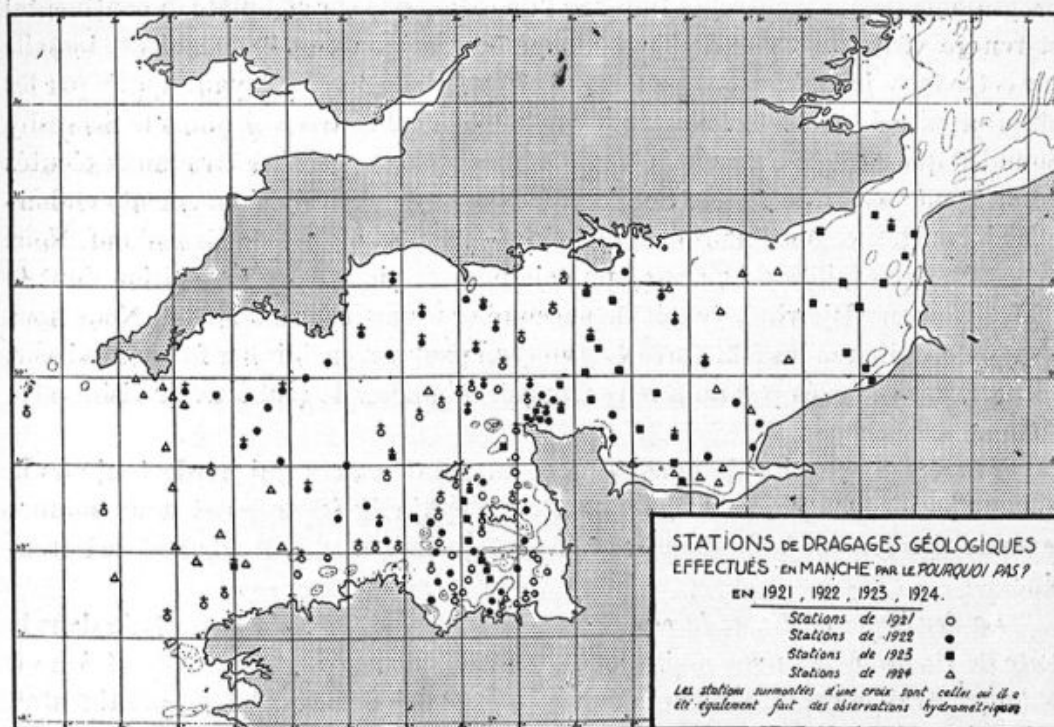 STATIONS DE DRAGAGES GÉOLOGIQUES
EFFECTUÉS EN MANCHE PAR LE POURQUOI PAS?
EN 1921, 1922, 1923, 1924.
Stations de 1921 ○
Stations de 1922 ●
Stations de 1923 ■
Stations de 1924 △
Les stations surmontées d'une croix sont celles où il a
été également fait des observations hydrométriques